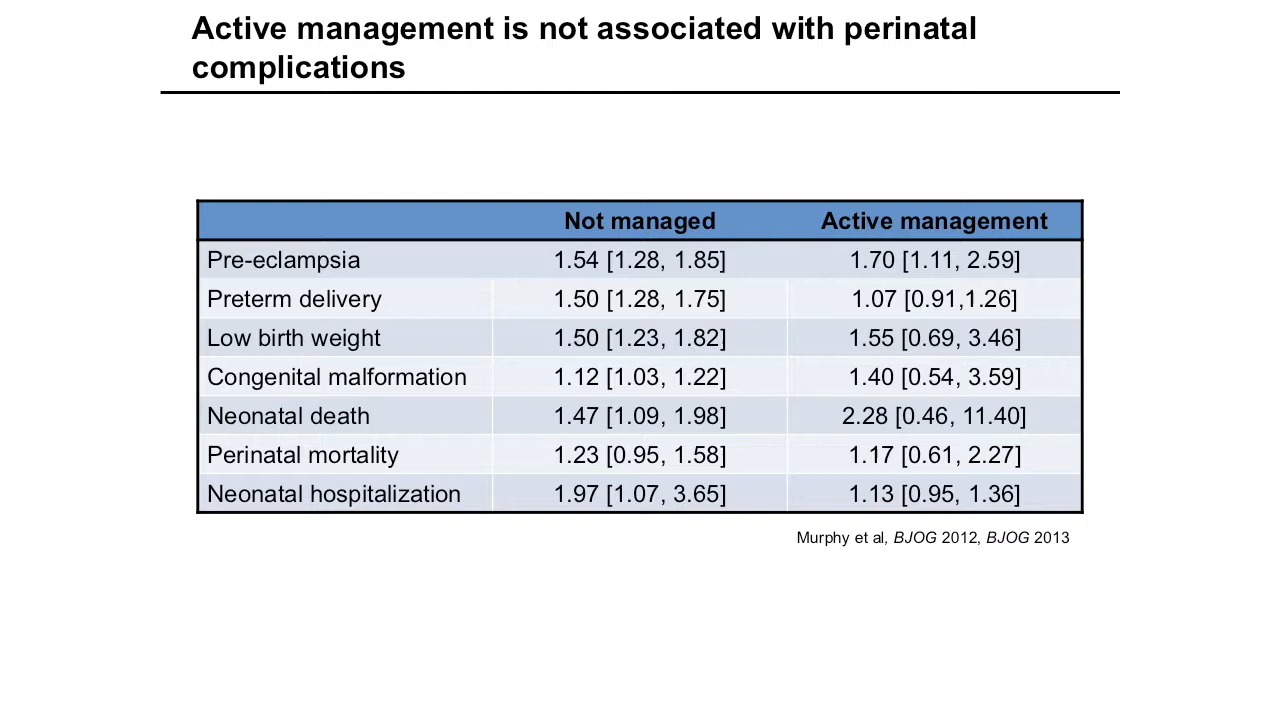 Active management is not associated with perinatal
complications
Not managed Active management
Pre-eclampsia 1.54 [1.28, 1.85] 1.70 [1.11, 2.59]
Preterm delivery 1.50 [1.28, 1.75] 1.07 [0.91,1.26]
Low birth weight 1.50 [1.23, 1.82] 1.55 [0.69, 3.46]
Congenital malformation 1.12 [1.03, 1.22] 1.40 [0.54, 3.59]
Neonatal death 1.47 [1.09, 1.98] 2.28 [0.46, 11.40]
Perinatal mortality 1.23 [0.95, 1.58] 1.17 [0.61, 2.27]
Neonatal hospitalization 1.97 [1.07, 3.65] 1.13 [0.95, 1.36]
Murphy et al, BJOG 2012, BJOG 2013